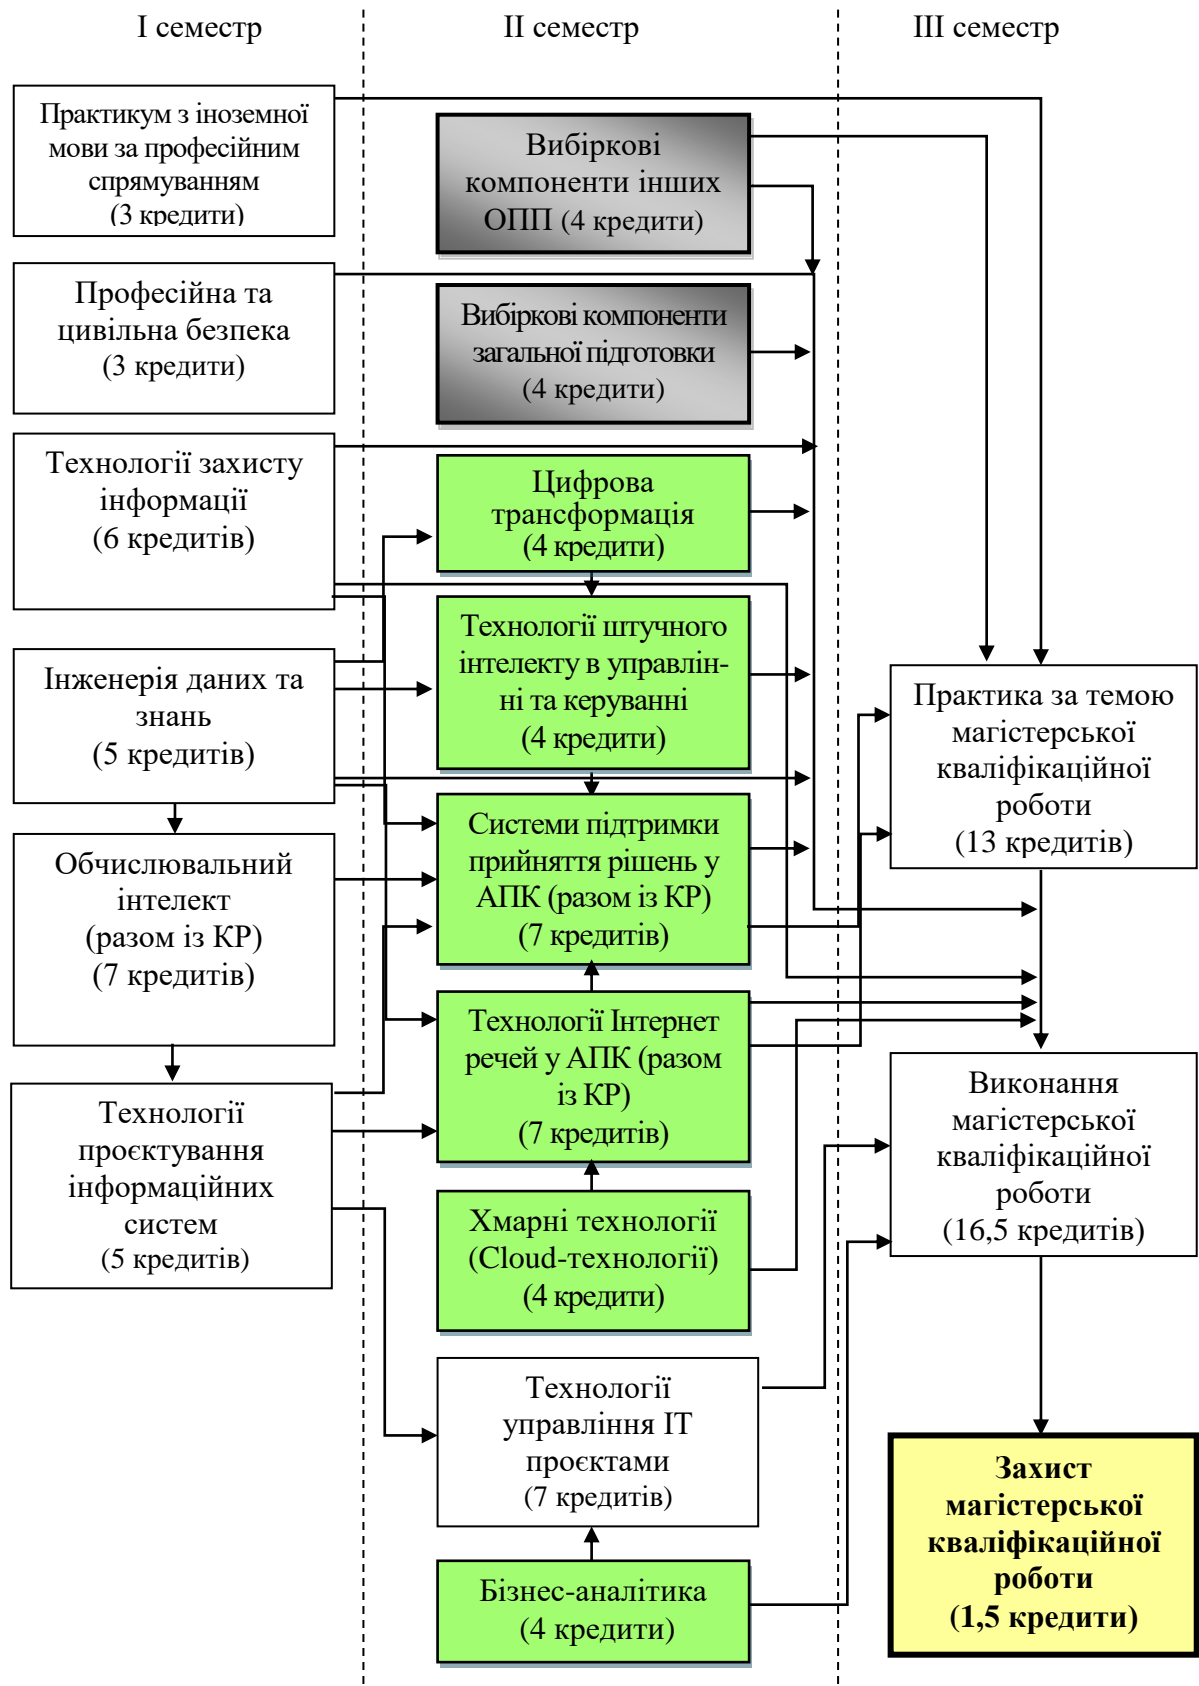 І семестр
ІІ семестр
ІІІ семестр
Практикум з іноземної
мови за професійним
спрямуванням
(3 кредити)
Професійна та
цивільна безпека
(3 кредити)
Технології захисту
інформації
(6 кредитів)
Інженерія даних та
знань
(5 кредитів)
Обчислювальний
інтелект
(разом із КР)
(7 кредитів)
Технології
проєктування
інформаційних
систем
(5 кредитів)
Вибіркові
компоненти інших
ОПП (4 кредити)
Вибіркові компоненти
загальної підготовки
(4 кредити)
Цифрова
трансформація
(4 кредити)
Технології штучного
інтелекту в управлін-
ні та керуванні
(4 кредити)
Системи підтримки
прийняття рішень у
АПК (разом із КР)
(7 кредитів)
Технології Інтернет
речей у АПК (разом
із КР)
(7 кредитів)
Хмарні технології
(Cloud-технології)
(4 кредити)
Технології
управління ІТ
проєктами
(7 кредитів)
Бізнес-аналітика
(4 кредити)
Практика за темою
магістерської
кваліфікаційної
роботи
(13 кредитів)
Виконання
магістерської
кваліфікаційної
роботи
(16,5 кредитів)
Захист
магістерської
кваліфікаційної
роботи
(1,5 кредити)